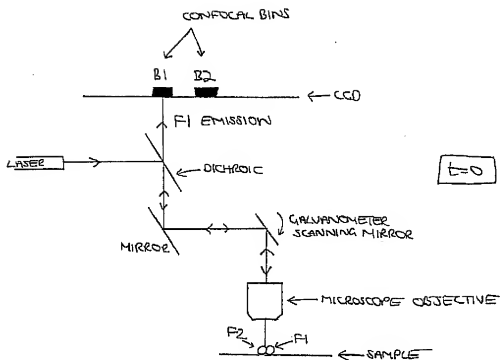 CONFOCAL BINS
B1 B2
CCD
F1 EMISSION
LASER
DICHROIC
t=0
GALVANOMETER
SCANNING MIRROR
MIRROR
MICROSCOPE OBJECTIVE
F2 F1
SAMPLE